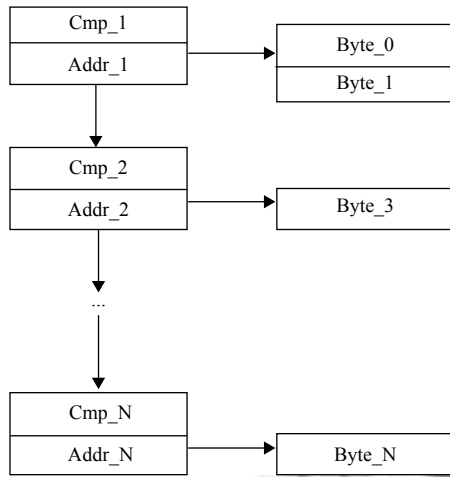 Cmp_1
Addr_1
Byte_0
Byte_1
Cmp_2
Addr_2
Byte_3
...
Cmp_N
Addr_N
Byte_N